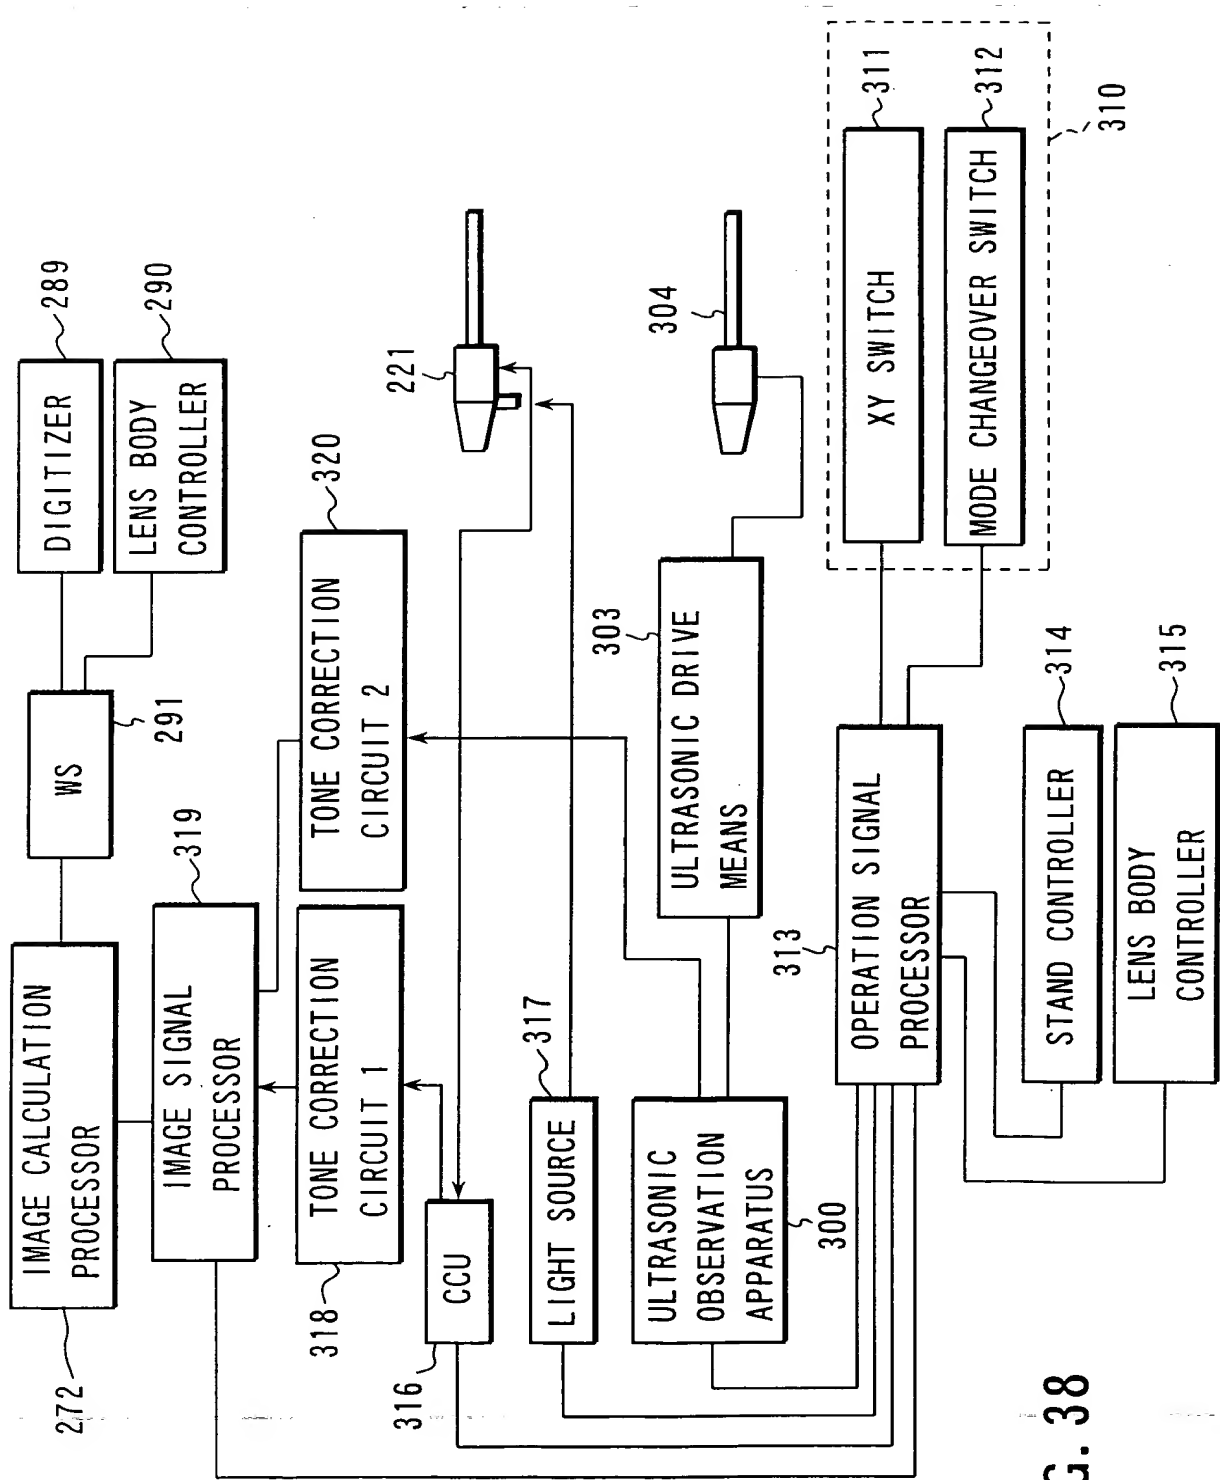 272
IMAGE CALCULATION
PROCESSOR
WS
291
DIGITIZER
289
LENS BODY
CONTROLLER
290
IMAGE SIGNAL
PROCESSOR
319
318
TONE CORRECTION
CIRCUIT 1
TONE CORRECTION
CIRCUIT 2
320
316
CCU
221
LIGHT SOURCE
317
ULTRASONIC
OBSERVATION
APPARATUS
300
303
ULTRASONIC DRIVE
MEANS
304
313
OPERATION SIGNAL
PROCESSOR
XY SWITCH
311
MODE CHANGEOVER SWITCH
312
310
STAND CONTROLLER
314
LENS BODY
CONTROLLER
315
G. 38